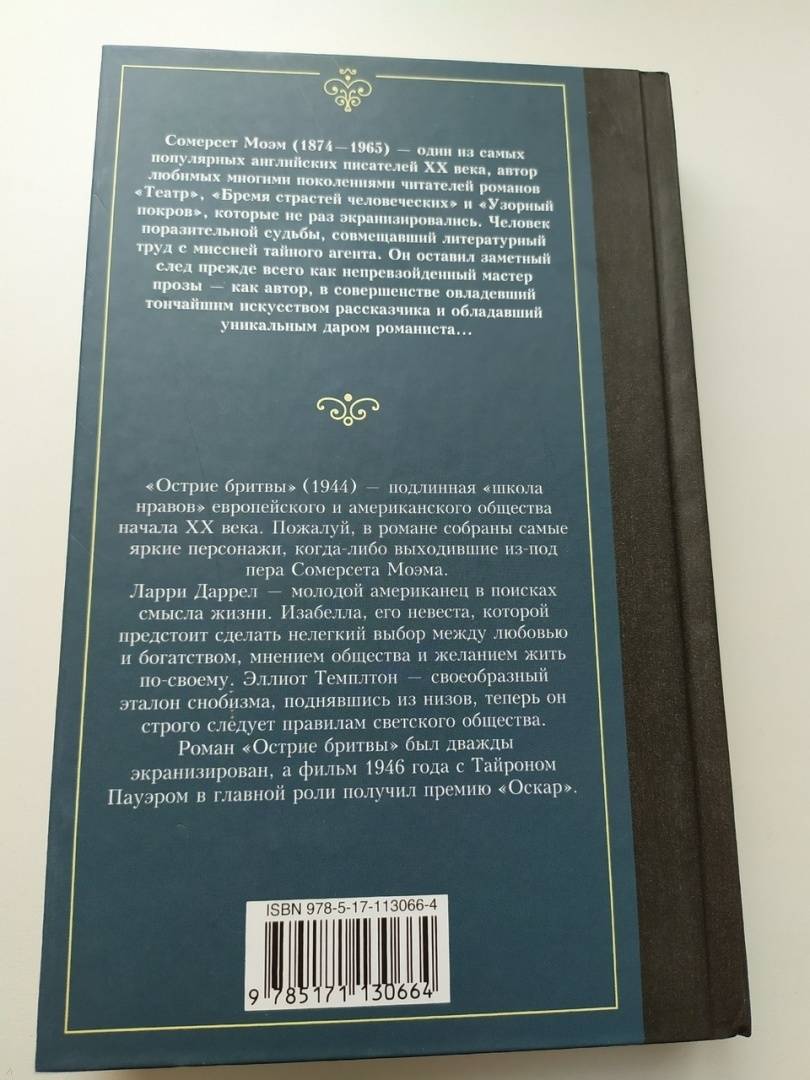 Сомерсет Моэм (1874—1965) — один из самых
популярных английских писателей XX века, автор
любимых многими поколениями читателей романов
«Театр», «Бремя страстей человеческих» и «Узорный
покров», которые не раз экранизировались. Человек
поразительной судьбы, совмещавший литературный
труд с миссией тайного агента. Он оставил заметный
след прежде всего как непревзойденный мастер
прозы — как автор, в совершенстве овладевший
тончайшим искусством рассказчика и обладавший
уникальным даром романиста...
«Острие бритвы» (1944) — подлинная «школа
нравов» европейского и американского общества
начала XX века. Пожалуй, в романе собраны самые
яркие персонажи, когда-либо выходившие из-под
пера Сомерсета Моэма.
Ларри Даррел — молодой американец в поисках
смысла жизни. Изабелла, его невеста, которой
предстоит сделать нелегкий выбор между любовью
и богатством, мнением общества и желанием жить
по-своему. Эллиот Темплтон — своеобразный
эталон снобизма, поднявшись из низов, теперь он
строго следует правилам светского общества.
Роман «Острие бритвы» был дважды
экранизирован, а фильм 1946 года с Тайроном
Пауэром в главной роли получил премию «Оскар».
ISBN 978-5-17-113066-4
9 785171 130664